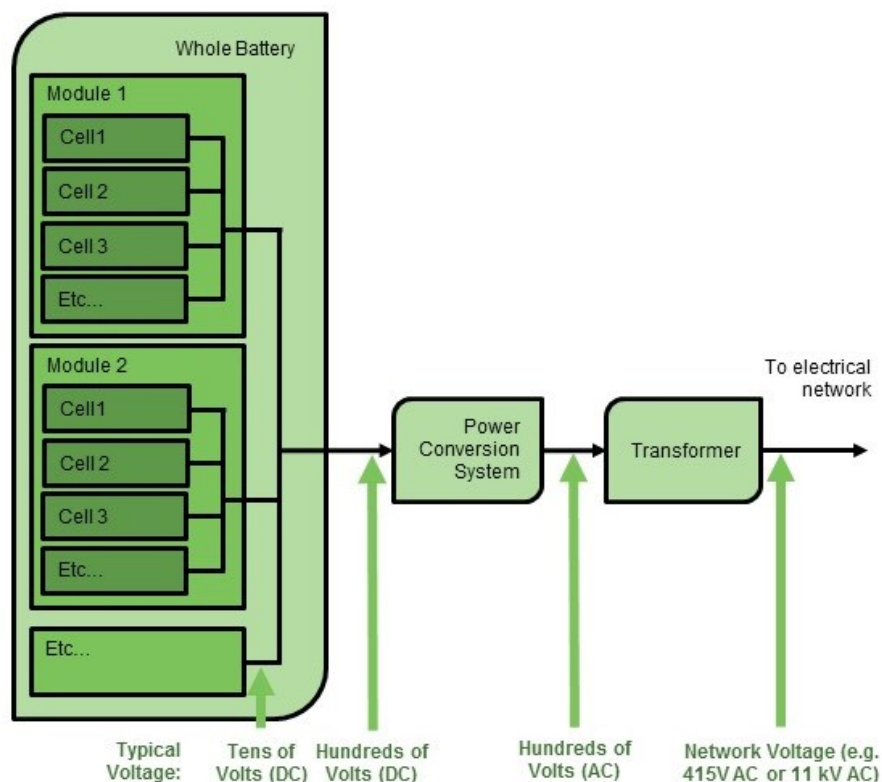 Whole Battery
Module 1
Cell1
Cell 2
Cell 3
Etc...
Module 2
Cell1
Cell 2
Cell 3
Etc...
Etc...
Power
Conversion
System
Transformer
To electrical
network
Typical
Voltage:
Tens of
Volts (DC)
Hundreds of
Volts (DC)
Hundreds of
Volts (AC)
Network Voltage (e.g.
415V AC or 11 kV AC)